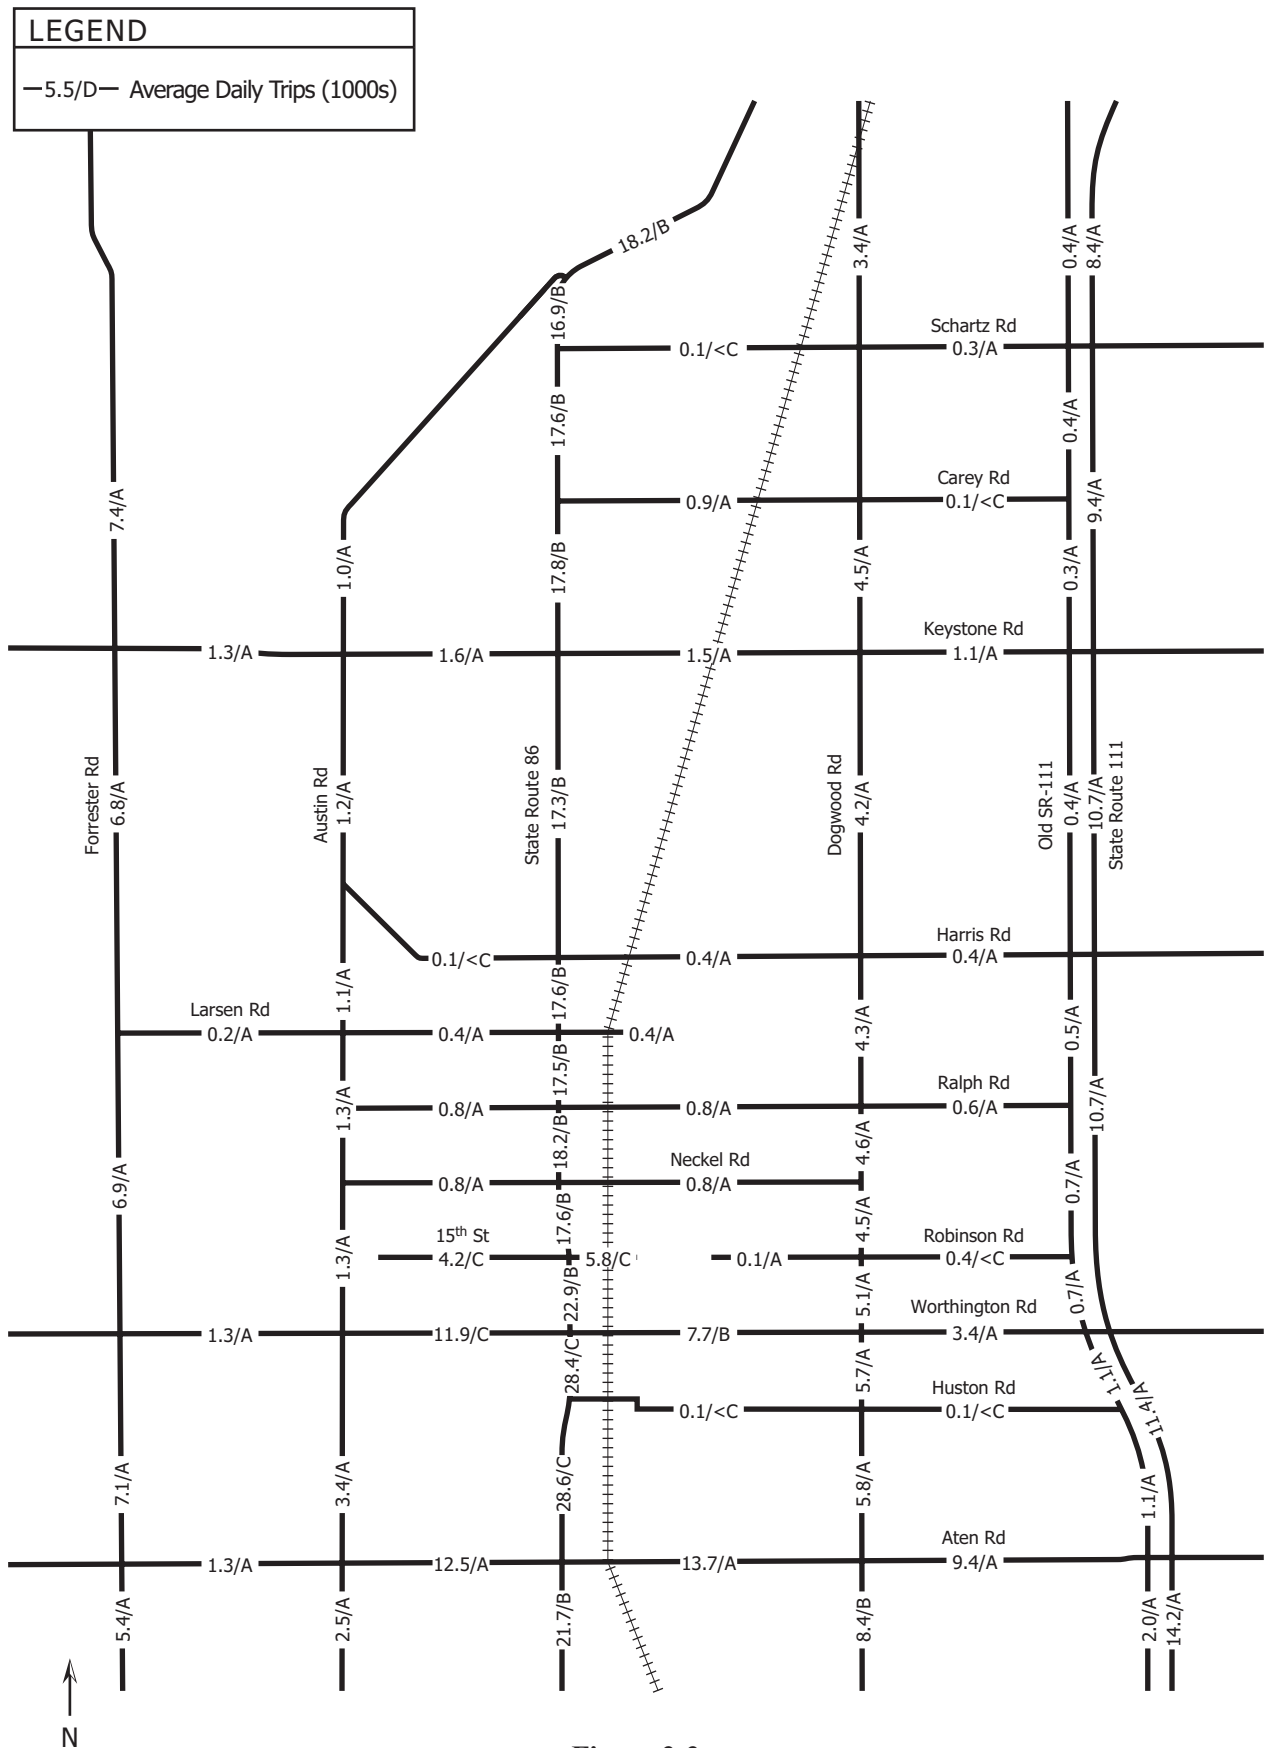 LEGEND
5.5/D Average Daily Trips (1000s)
18.2/B
3.4/A
0.4/A
8.4/A
16.9/B
Schartz Rd
0.1/<C
0.3/A
17.6/B
0.4/A
Carey Rd
0.9/A
0.1/<C
7.4/A
9.4/A
1.0/A
17.8/B
4.5/A
0.3/A
Keystone Rd
1.3/A
1.6/A
1.5/A
1.1/A
Forrester Rd
6.8/A
Austin Rd
1.2/A
State Route 86
17.3/B
Dogwood Rd
4.2/A
Old SR-111
0.4/A
10.7/A
State Route 111
Harris Rd
0.1/<C
0.4/A
0.4/A
1.1/A
17.6/B
Larsen Rd
0.2/A
0.4/A
0.4/A
4.3/A
0.5/A
17.5/B
Ralph Rd
1.3/A
0.8/A
0.8/A
0.6/A
10.7/A
18.2/B
4.6/A
Neckel Rd
6.9/A
0.8/A
0.8/A
0.7/A
17.6/B
4.5/A
15th St
Robinson Rd
1.3/A
4.2/C
5.8/C
0.1/A
0.4/<C
22.9/B
5.1/A
0.7/A
Worthington Rd
1.3/A
11.9/C
7.7/B
3.4/A
28.4/C
5.7/A
1.1/A
11.4/A
Huston Rd
0.1/<C
0.1/<C
7.1/A
3.4/A
28.6/C
5.8/A
1.1/A
Aten Rd
1.3/A
12.5/A
13.7/A
9.4/A
5.4/A
2.5/A
21.7/B
8.4/B
2.0/A
14.2/A
N